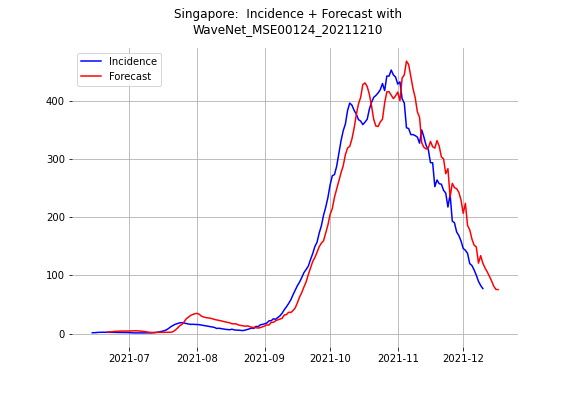 Singapore:  Incidence + Forecast with
WaveNet_MSE00124_20211210
Incidence
Forecast
400
300
200
100
0
2021-07 2021-08 2021-09 2021-10 2021-11 2021-12